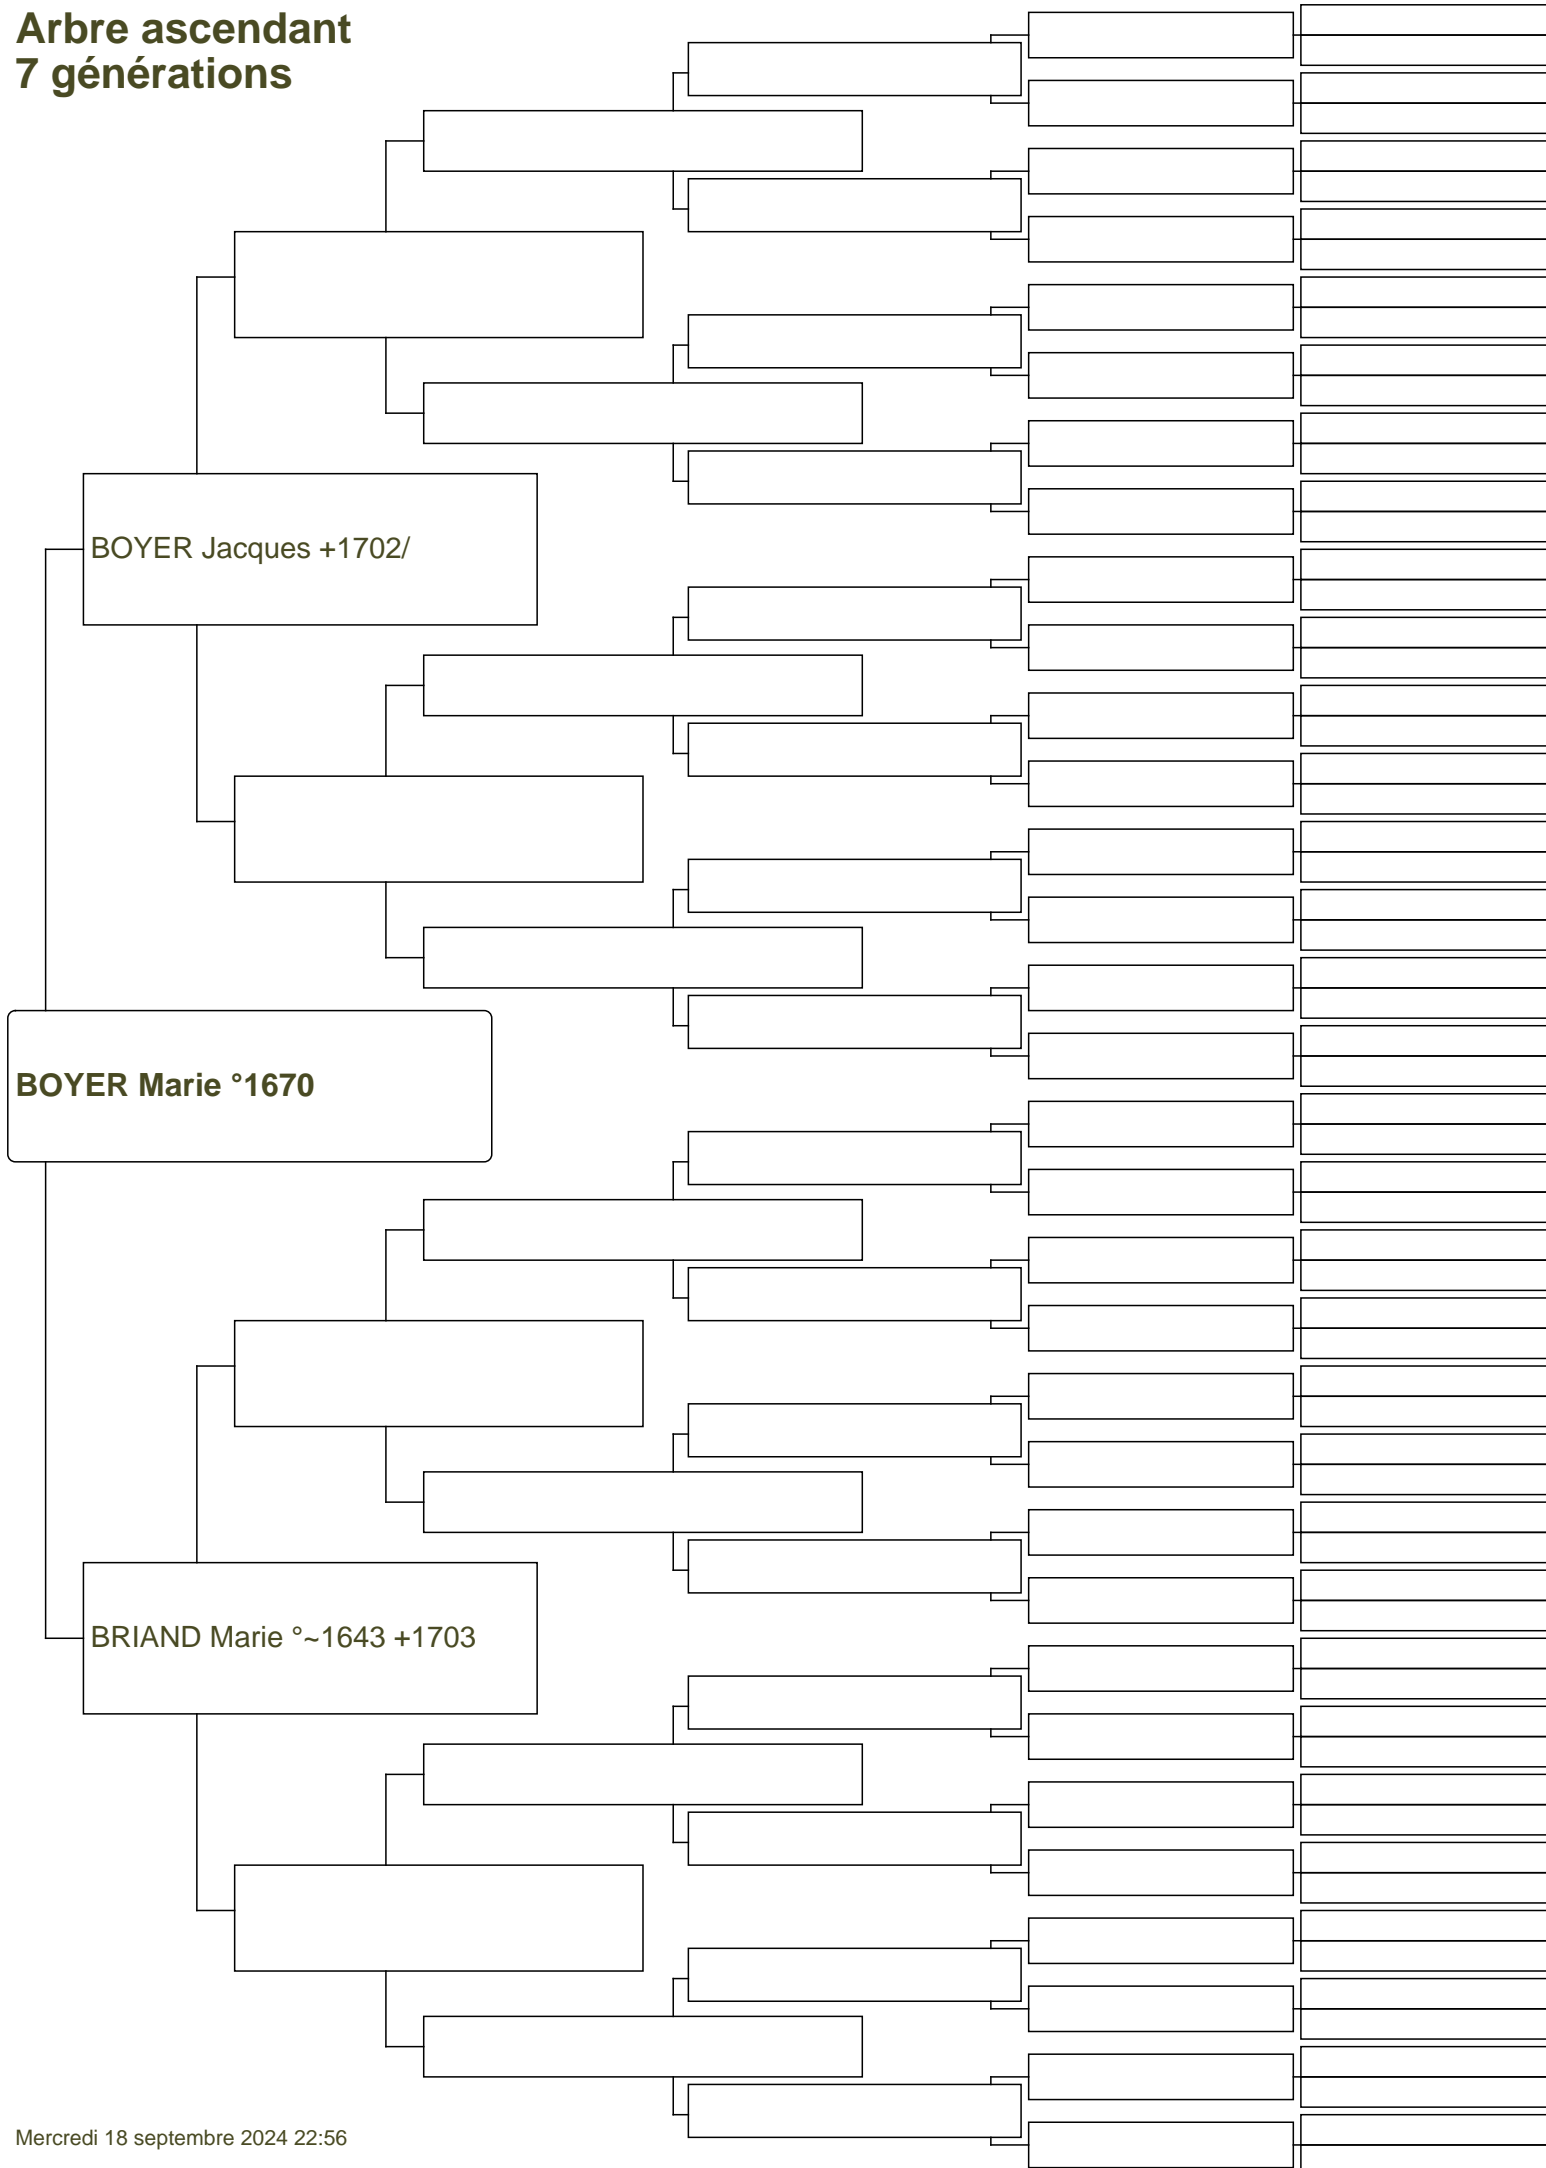 Arbre ascendant
7 générations
BOYER Jacques +1702/
BOYER Marie °1670
BRIAND Marie °~1643 +1703
Mercredi 18 septembre 2024 22:56